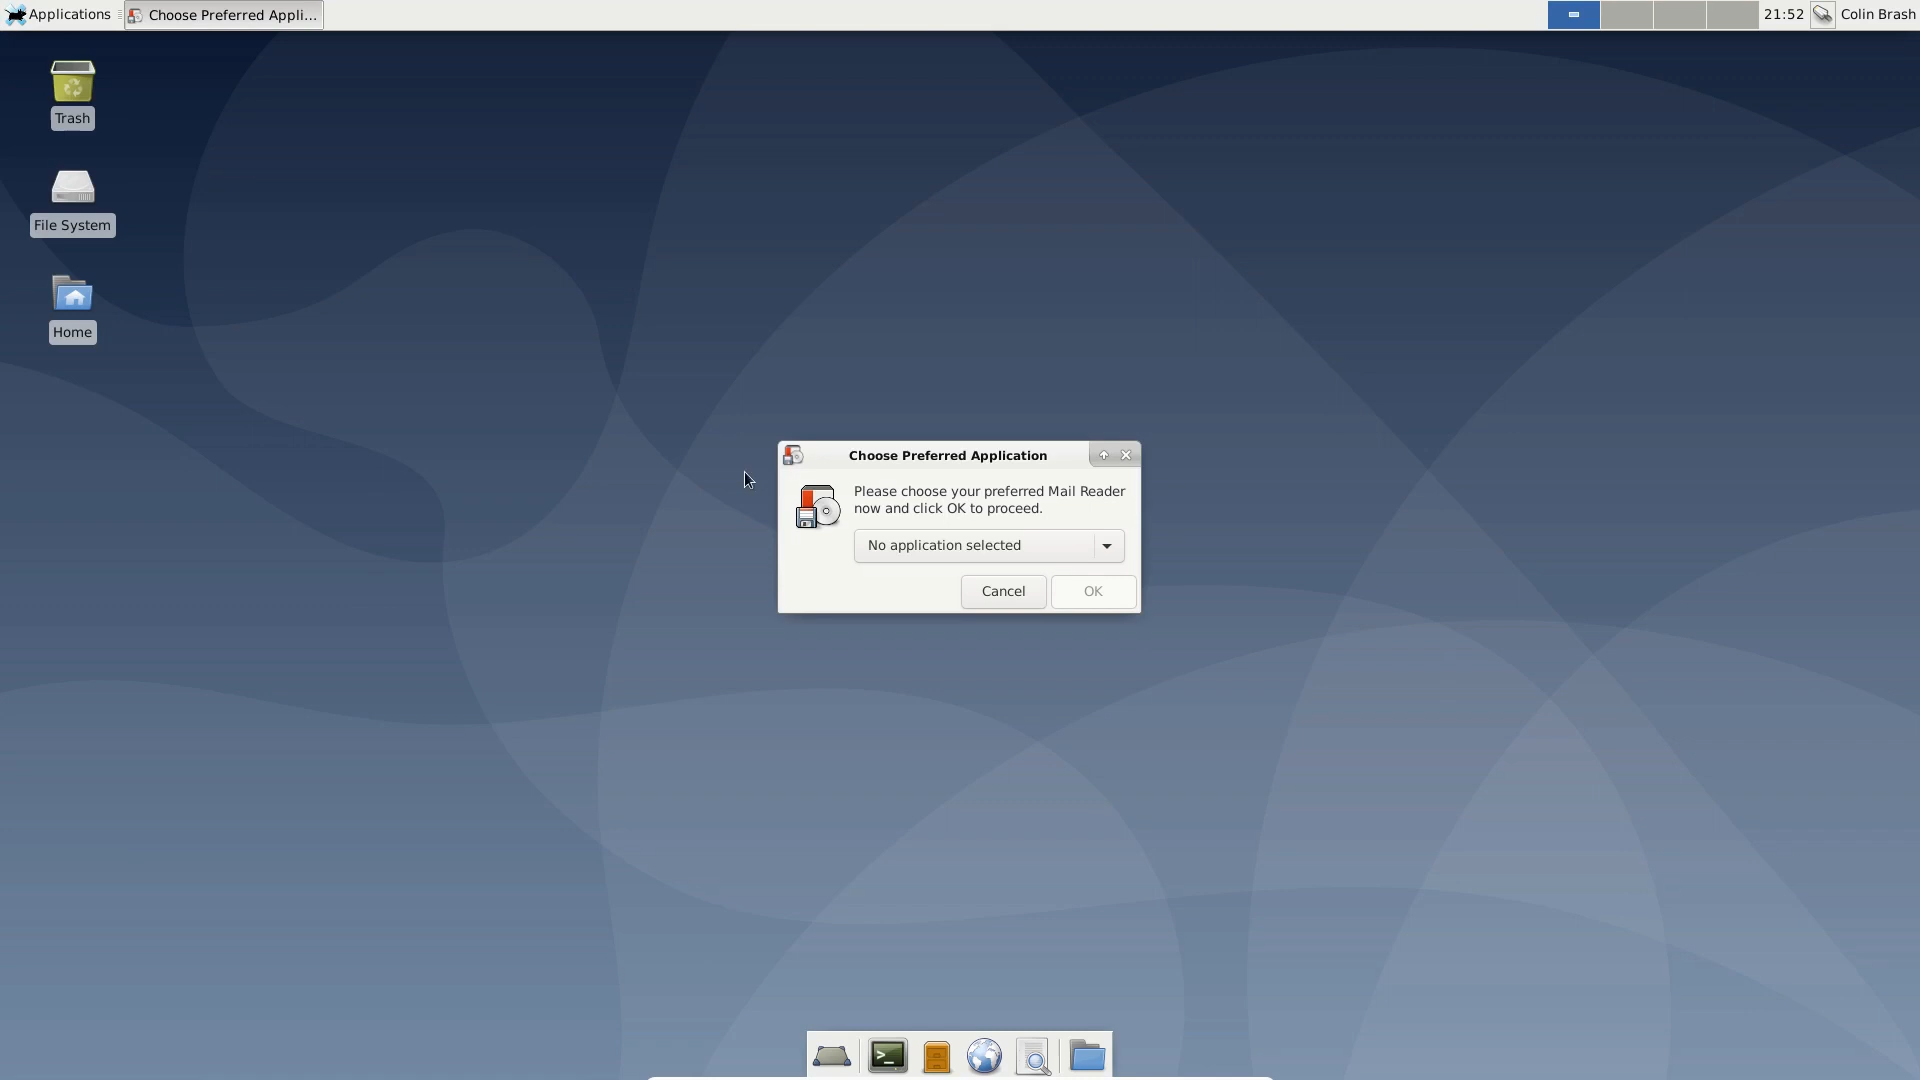 Applications
Choose Preferred Appli...
21:52
Colin Brash
Trash
File System
Home
Choose Preferred Application
Please choose your preferred Mail Reader
now and click OK to proceed.
No application selected
Cancel
OK